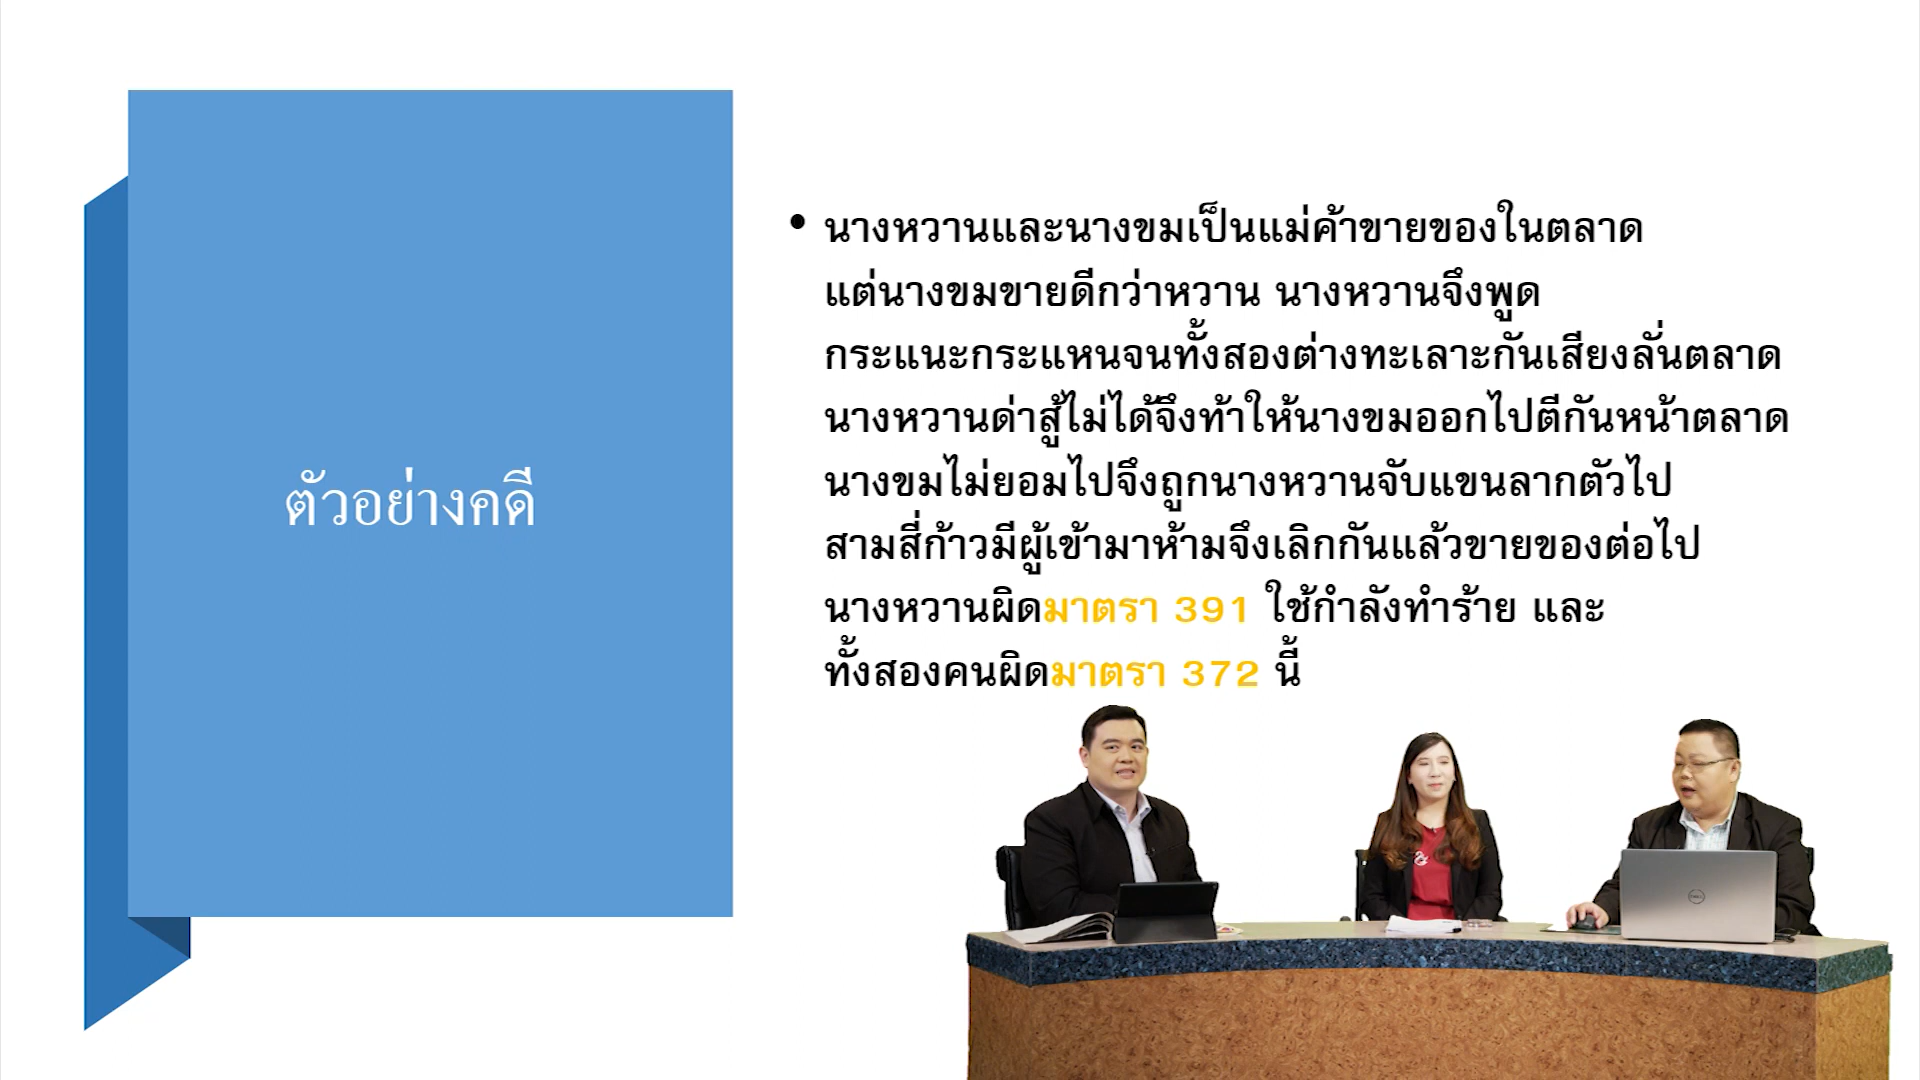 ตัวอย่างคดี
• นางหวานและนางขมเป็นแม่ค้าขายของในตลาด
แต่นางขมขายดีกว่าหวาน นางหวานจึงพูด
กระแนะกระแหนจนทั้งสองต่างทะเลาะกันเสียงลั่นตลาด
นางหวานด่าสู้ไม่ได้จึงท้าให้นางขมออกไปตีกันหน้าตลาด
นางขมไม่ยอมไปจึงถูกนางหวานจับแขนลากตัวไป
สามสี่ก้าวมีผู้เข้ามาห้ามจึงเลิกกันแล้วขายของต่อไป
นางหวานผิดมาตรา 391 ใช้กำลังทำร้าย และ
ทั้งสองคนผิดมาตรา 372 นี้